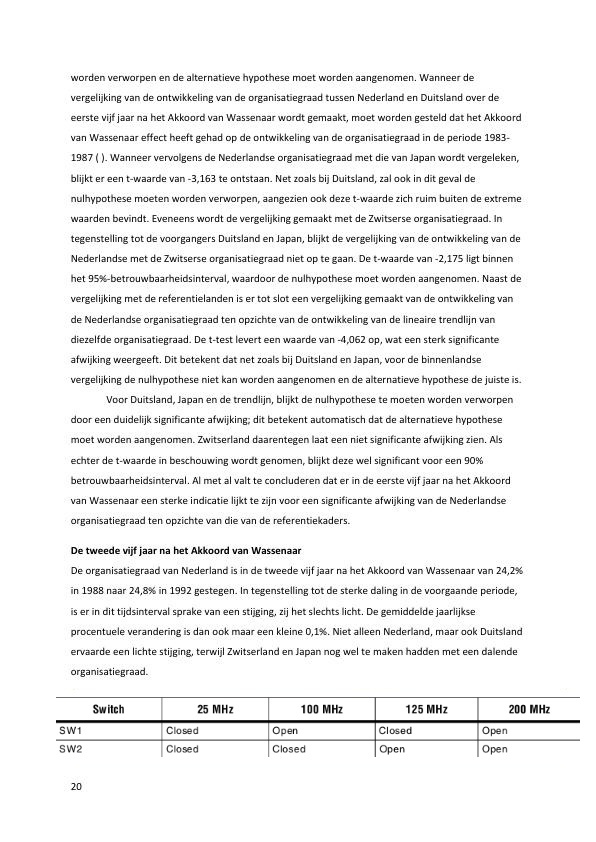 worden verworpen en de alternatieve hypothese moet worden aangenomen. Wanneer de
vergelijking van de ontwikkeling van de organisatiegraad tussen Nederland en Duitsland over de
eerste vijf jaar na het Akkoord van Wassenaar wordt gemaakt, moet worden gesteld dat het Akkoord
van Wassenaar effect heeft gehad op de ontwikkeling van de organisatiegraad in de periode 1983-
1987 ( ). Wanneer vervolgens de Nederlandse organisatiegraad met die van Japan wordt vergeleken,
blijkt er een t-waarde van -3,163 te ontstaan. Net zoals bij Duitsland, zal ook in dit geval de
nulhypothese moeten worden verworpen, aangezien ook deze t-waarde zich ruim buiten de extreme
waarden bevindt. Eveneens wordt de vergelijking gemaakt met de Zwitserse organisatiegraad. In
tegenstelling tot de voorgangers Duitsland en Japan, blijkt de vergelijking van de ontwikkeling van de
Nederlandse met de Zwitserse organisatiegraad niet op te gaan. De t-waarde van -2,175 ligt binnen
het 95%-betrouwbaarheidsinterval, waardoor de nulhypothese moet worden aangenomen. Naast de
vergelijking met de referentielanden is er tot slot een vergelijking gemaakt van de ontwikkeling van
de Nederlandse organisatiegraad ten opzichte van de ontwikkeling van de lineaire trendlijn van
diezelfde organisatiegraad. De t-test levert een waarde van -4,062 op, wat een sterk significante
afwijking weergeeft. Dit betekent dat net zoals bij Duitsland en Japan, voor de binnenlandse
vergelijking de nulhypothese niet kan worden aangenomen en de alternatieve hypothese de juiste is.
Voor Duitsland, Japan en de trendlijn, blijkt de nulhypothese te moeten worden verworpen
door een duidelijk significante afwijking; dit betekent automatisch dat de alternatieve hypothese
moet worden aangenomen. Zwitserland daarentegen laat een niet significante afwijking zien. Als
echter de t-waarde in beschouwing wordt genomen, blijkt deze wel significant voor een 90%
betrouwbaarheidsinterval. Al met al valt te concluderen dat er in de eerste vijf jaar na het Akkoord
van Wassenaar een sterke indicatie lijkt te zijn voor een significante afwijking van de Nederlandse
organisatiegraad ten opzichte van die van de referentiekaders.
De tweede vijf jaar na het Akkoord van Wassenaar
De organisatiegraad van Nederland is in de tweede vijf jaar na het Akkoord van Wassenaar van 24,2%
in 1988 naar 24,8% in 1992 gestegen. In tegenstelling tot de sterke daling in de voorgaande periode,
is er in dit tijdsinterval sprake van een stijging, zij het slechts licht. De gemiddelde jaarlijkse
procentuele verandering is dan ook maar een kleine 0,1%. Niet alleen Nederland, maar ook Duitsland
ervaarde een lichte stijging, terwijl Zwitserland en Japan nog wel te maken hadden met een dalende
organisatiegraad.
Switch 25 MHz 100 MHz 125 MHz 200 MHz
SW1 Closed Open Closed Open
SW2 Closed Closed Open Open
20